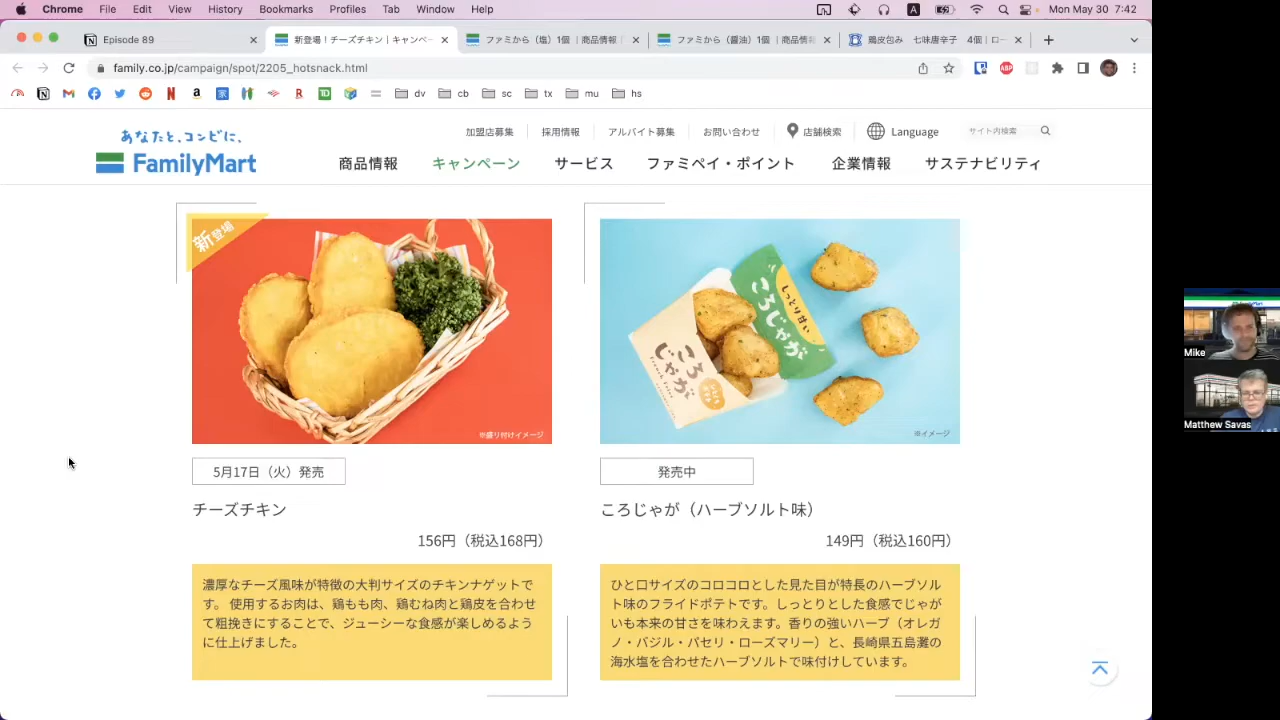 Chrome File Edit View History Bookmarks Profiles Tab Window Help
A
Mon May 30 7:42
Episode 89
新登場！チーズチキン｜キャンペー
ファミから（塩）1個 ｜商品情報
ファミから（醤油）1個 ｜商品情報
鶏皮包み 七味唐辛子 4個｜ロー
family.co.jp/campaign/spot/2205_hotsnack.html
ABP
dv
cb
sc
tx
mu
hs
あなたと、コンビに、
FamilyMart
加盟店募集
採用情報
アルバイト募集
お問い合わせ
店舗検索
Language
サイト内検索
商品情報
キャンペーン
サービス
ファミペイ・ポイント
企業情報
サステナビリティ
新登場
※盛り付けイメージ
5月17日（火）発売
チーズチキン
156円（税込168円）
濃厚なチーズ風味が特徴の大判サイズのチキンナゲットで
す。 使用するお肉は、鶏もも肉、鶏むね肉と鶏皮を合わせ
て粗挽きにすることで、ジューシーな食感が楽しめるよう
に仕上げました。
ころじゃが
しっとり甘い
ころじゃが
※イメージ
発売中
ころじゃが（ハーブソルト味）
149円（税込160円）
ひと口サイズのコロコロとした見た目が特長のハーブソル
ト味のフライドポテトです。しっとりとした食感でじゃが
いも本来の甘さを味わえます。香りの強いハーブ（オレガ
ノ・バジル・パセリ・ローズマリー）と、長崎県五島灘の
海水塩を合わせたハーブソルトで味付けしています。
Mike
Matthew Savas